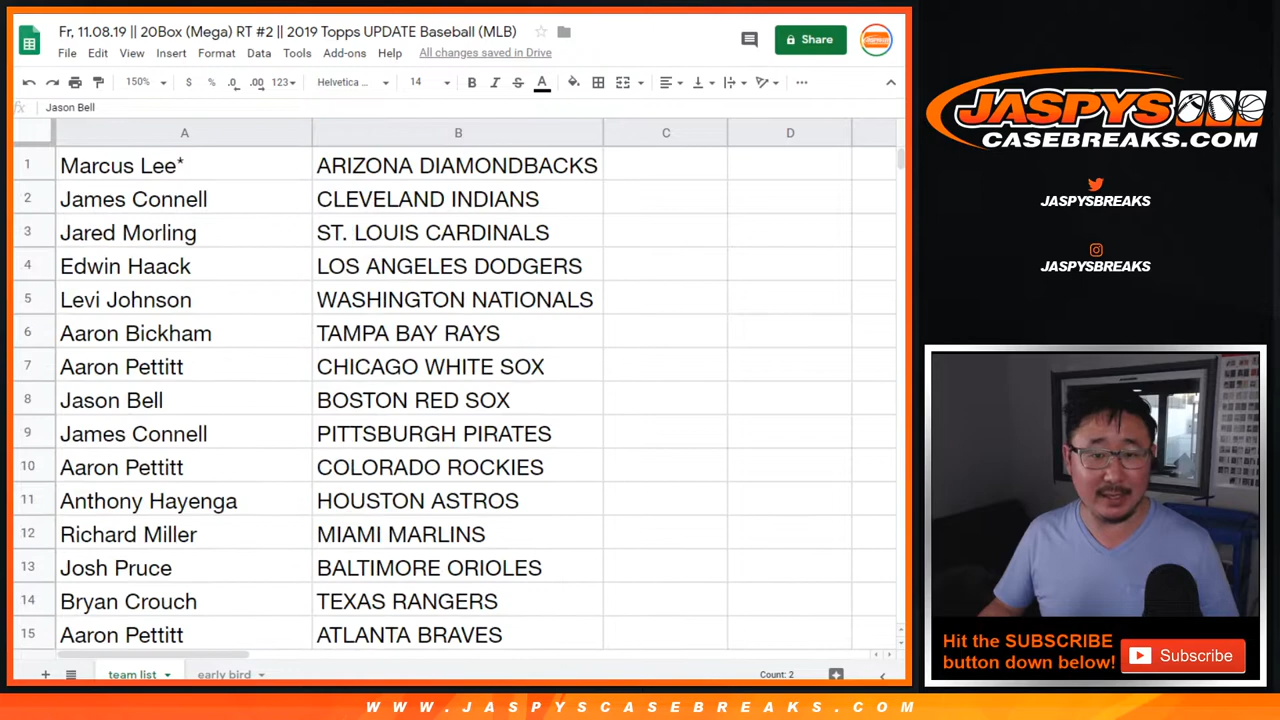 Fr, 11.08.19 || 20Box (Mega) RT #2 || 2019 Topps UPDATE Baseball (MLB)
File Edit View Insert Format Data Tools Add-ons Help All changes saved in Drive
Share
150% $ % .0 .00 123 Helvetica ... 14 B I S A
fx Jason Bell
A B C D
1 Marcus Lee* ARIZONA DIAMONDBACKS
2 James Connell CLEVELAND INDIANS
3 Jared Morling ST. LOUIS CARDINALS
4 Edwin Haack LOS ANGELES DODGERS
5 Levi Johnson WASHINGTON NATIONALS
6 Aaron Bickham TAMPA BAY RAYS
7 Aaron Pettitt CHICAGO WHITE SOX
8 Jason Bell BOSTON RED SOX
9 James Connell PITTSBURGH PIRATES
10 Aaron Pettitt COLORADO ROCKIES
11 Anthony Hayenga HOUSTON ASTROS
12 Richard Miller MIAMI MARLINS
13 Josh Pruce BALTIMORE ORIOLES
14 Bryan Crouch TEXAS RANGERS
15 Aaron Pettitt ATLANTA BRAVES
team list early bird Count: 2
JASPYS
CASEBREAKS.COM
JASPYSBREAKS
JASPYSBREAKS
Hit the SUBSCRIBE
button down below!
Subscribe
WWW.JASPYSCASEBREAKS.COM